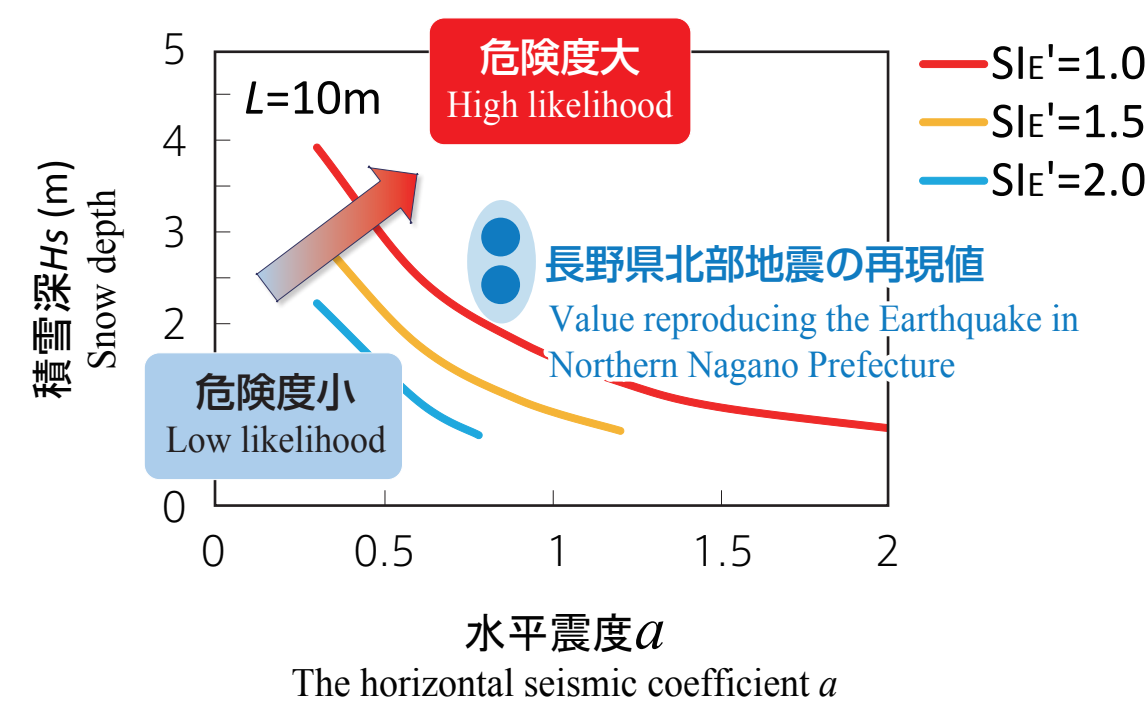 5
4
3
2
0
0
0.5
1
1.5
2
積雪深Hs (m)
Snow depth
L=10m
危険度大
High likelihood
SIE'=1.0
SIE'=1.5
SIE'=2.0
長野県北部地震の再現値
Value reproducing the Earthquake in
Northern Nagano Prefecture
危険度小
Low likelihood
水平震度a
The horizontal seismic coefficient a